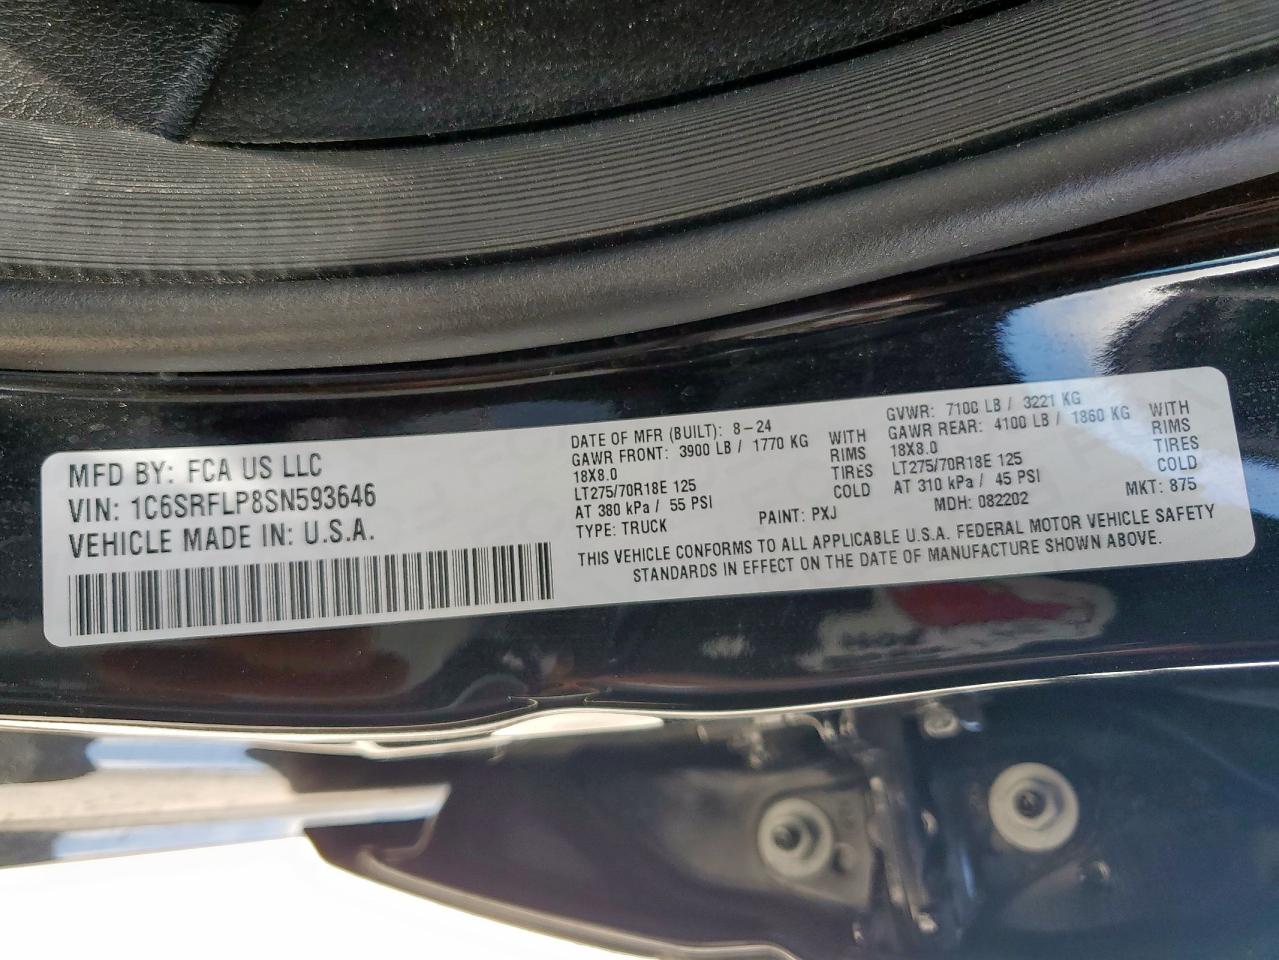 MFD BY: FCA US LLC
VIN: 1C6SRFLP8SN593646
VEHICLE MADE IN: U.S.A.
DATE OF MFR (BUILT): 8-24
GAWR FRONT: 3900 LB / 1770 KG WITH
18X8.0 RIMS
LT275/70R18E 125 TIRES
AT 380 kPa / 55 PSI COLD
TYPE: TRUCK PAINT: PXJ
GVWR: 7100 LB / 3221 KG
GAWR REAR: 4100 LB / 1860 KG WITH
18X8.0 RIMS
LT275/70R18E 125 TIRES
AT 310 kPa / 45 PSI COLD
MDH: 082202 MKT: 875
THIS VEHICLE CONFORMS TO ALL APPLICABLE U.S.A. FEDERAL MOTOR VEHICLE SAFETY
STANDARDS IN EFFECT ON THE DATE OF MANUFACTURE SHOWN ABOVE.